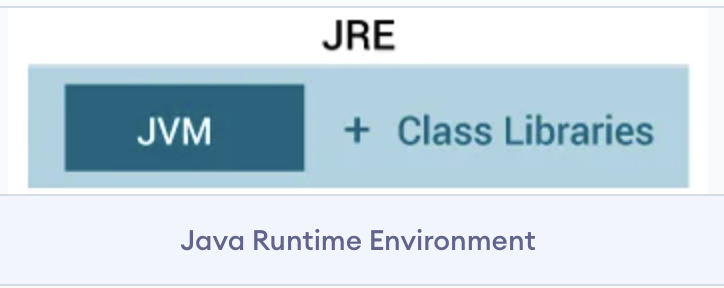 JRE
JVM + Class Libraries
Java Runtime Environment